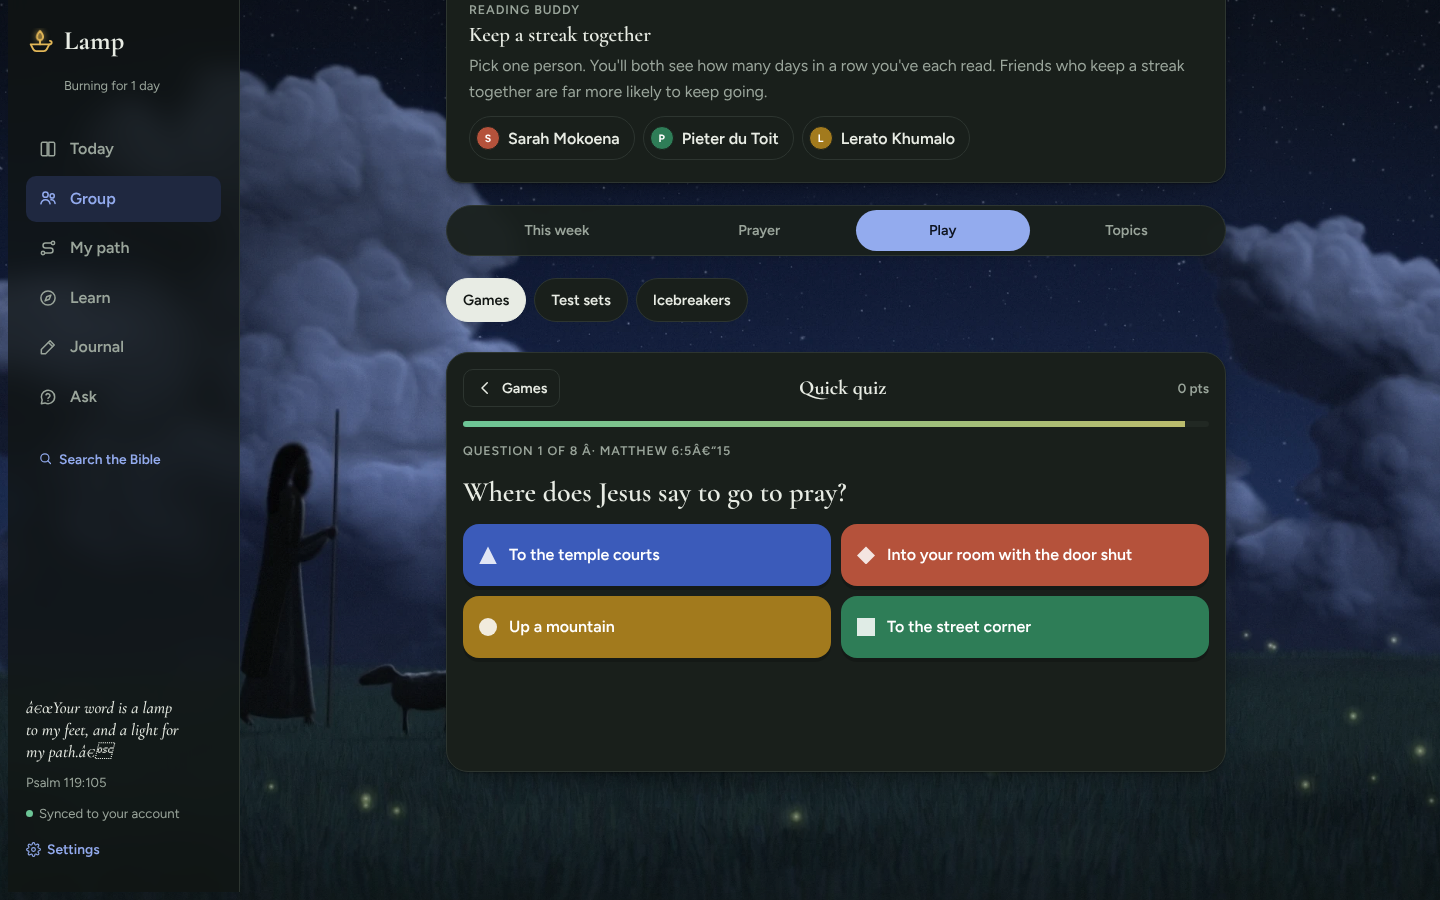 Lamp
Burning for 1 day
Today
Group
My path
Learn
Journal
Ask
Search the Bible
“Your word is a lamp
to my feet, and a light for
my path.â€
Psalm 119:105
Synced to your account
Settings
READING BUDDY
Keep a streak together
Pick one person. You'll both see how many days in a row you've each read. Friends who keep a streak
together are far more likely to keep going.
S Sarah Mokoena P Pieter du Toit L Lerato Khumalo
This week Prayer Play Topics
Games Test sets Icebreakers
Games Quick quiz 0 pts
QUESTION 1 OF 8 Â· MATTHEW 6:5Â€“15
Where does Jesus say to go to pray?
To the temple courts Into your room with the door shut
Up a mountain To the street corner